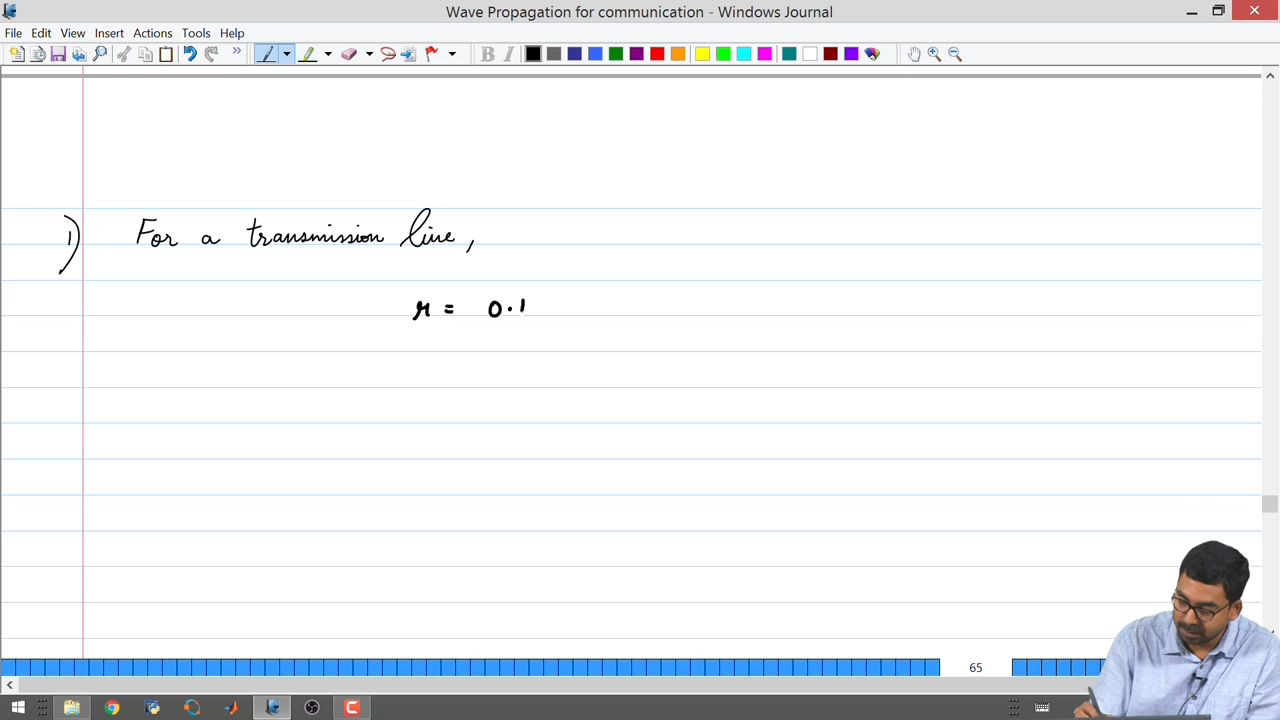 Wave Propagation for communication - Windows Journal
File Edit View Insert Actions Tools Help
1) For a transmission line,
r = 0.1
65